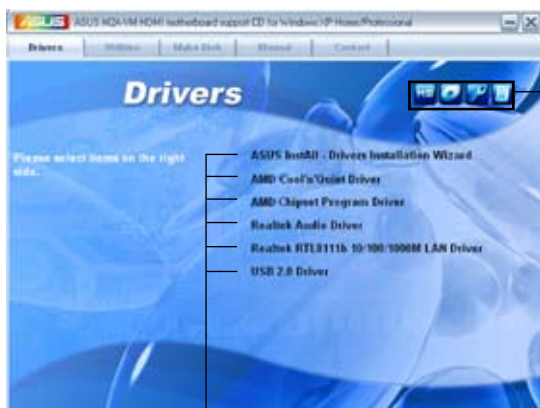 ASUS M2A-VM HDMI motherboard support CD for Windows XP Home/Professional
Drivers Utilities Make Disk Manual Contact
Drivers
Please select items on the right
side.
ASUS InstAll - Drivers Installation Wizard
AMD Cool'n'Quiet Driver
AMD Chipset Program Driver
Realtek Audio Driver
Realtek RTL8111b 10/100/1000M LAN Driver
USB 2.0 Driver